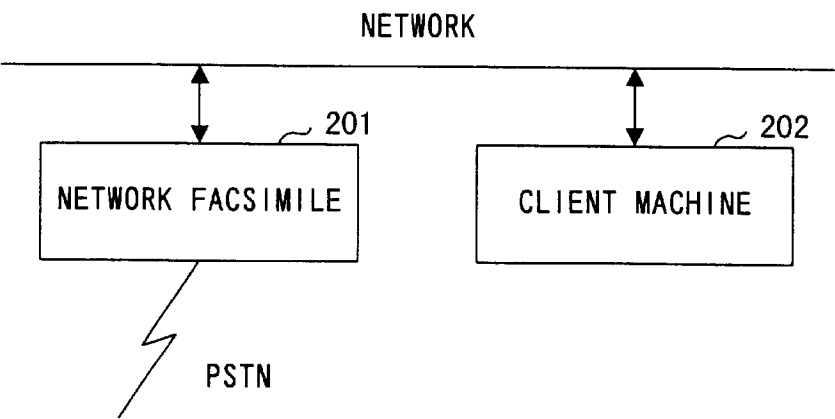 NETWORK
201
202
NETWORK FACSIMILE
CLIENT MACHINE
PSTN